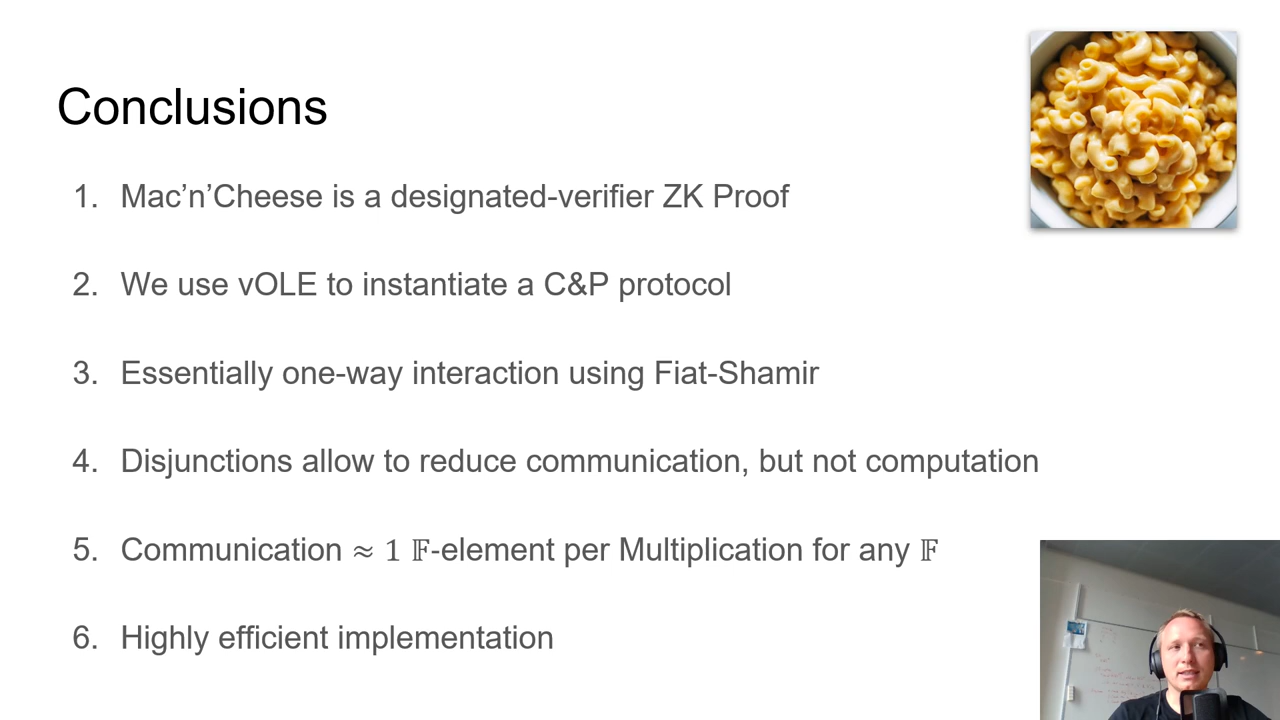 Conclusions
1. Mac’n’Cheese is a designated-verifier ZK Proof
2. We use vOLE to instantiate a C&P protocol
3. Essentially one-way interaction using Fiat-Shamir
4. Disjunctions allow to reduce communication, but not computation
5. Communication ≈ 1 𝔽-element per Multiplication for any 𝔽
6. Highly efficient implementation